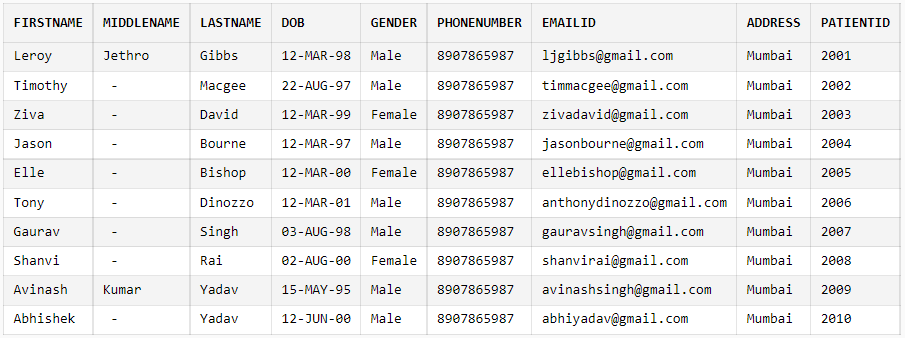 FIRSTNAME MIDDLENAME LASTNAME DOB GENDER PHONENUMBER EMAILID ADDRESS PATIENTID
Leroy Jethro Gibbs 12-MAR-98 Male 8907865987 ljgibbs@gmail.com Mumbai 2001
Timothy - Macgee 22-AUG-97 Male 8907865987 timmacgee@gmail.com Mumbai 2002
Ziva - David 12-MAR-99 Female 8907865987 zivadavid@gmail.com Mumbai 2003
Jason - Bourne 12-MAR-97 Male 8907865987 jasonbourne@gmail.com Mumbai 2004
Elle - Bishop 12-MAR-00 Female 8907865987 ellebishop@gmail.com Mumbai 2005
Tony - Dinozzo 12-MAR-01 Male 8907865987 anthonydinozzo@gmail.com Mumbai 2006
Gaurav - Singh 03-AUG-98 Male 8907865987 gauravsingh@gmail.com Mumbai 2007
Shanvi - Rai 02-AUG-00 Female 8907865987 shanvirai@gmail.com Mumbai 2008
Avinash Kumar Yadav 15-MAY-95 Male 8907865987 avinashsingh@gmail.com Mumbai 2009
Abhishek - Yadav 12-JUN-00 Male 8907865987 abhiyadav@gmail.com Mumbai 2010